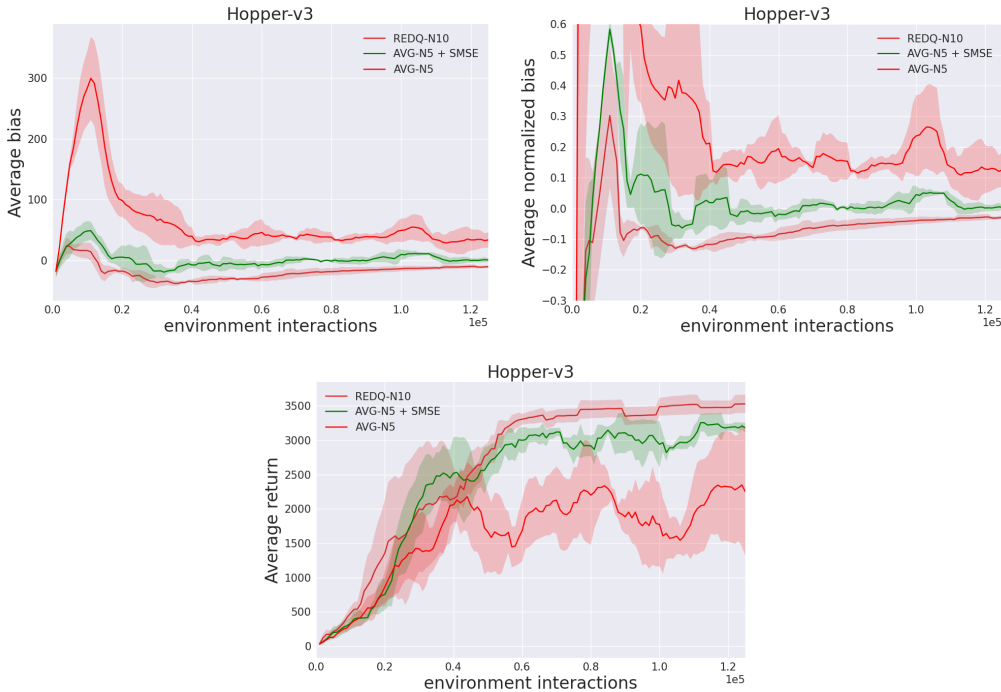 Hopper-v3
REDQ-N10
AVG-N5 + SMSE
AVG-N5
Average bias
300
200
100
0
0.0 0.2 0.4 0.6 0.8 1.0 1.2
1e5
environment interactions
Hopper-v3
REDQ-N10
AVG-N5 + SMSE
AVG-N5
Average normalized bias
0.6
0.5
0.4
0.3
0.2
0.1
0.0
−0.1
−0.2
−0.3
0.0 0.2 0.4 0.6 0.8 1.0 1.2
1e5
environment interactions
Hopper-v3
REDQ-N10
AVG-N5 + SMSE
AVG-N5
Average return
3500
3000
2500
2000
1500
1000
500
0
0.0 0.2 0.4 0.6 0.8 1.0 1.2
1e5
environment interactions